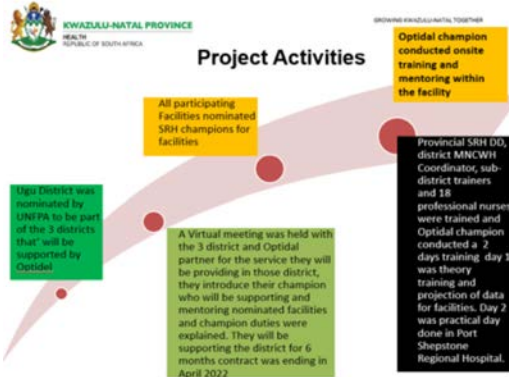 KWAZULU-NATAL PROVINCE
HEALTH
REPUBLIC OF SOUTH AFRICA
GROWING KWAZULU-NATAL TOGETHER
Project Activities
Ugu District was
nominated by
UNFPA to be part
of the 3 districts
that' will be
supported by
Optidel
All participating
Facilities nominated
SRH champions for
facilities
A Virtual meeting was held with
the 3 district and Optidal
partner for the service they will
be providing in those district,
they introduce their champion
who will be supporting and
mentoring nominated facilities
and champion duties were
explained. They will be
supporting the district for 6
months contract was ending in
April 2022
Optidal champion
conducted onsite
training and
mentoring within
the facility
Provincial SRH DD,
district MNCWH
Coordinator, sub-
district trainers
and 18
professional nurses
were trained and
Optidal champion
conducted a 2
days training day 1
was theory
training and
projection of data
for facilities. Day 2
was practical day
done in Port
Shepstone
Regional Hospital.